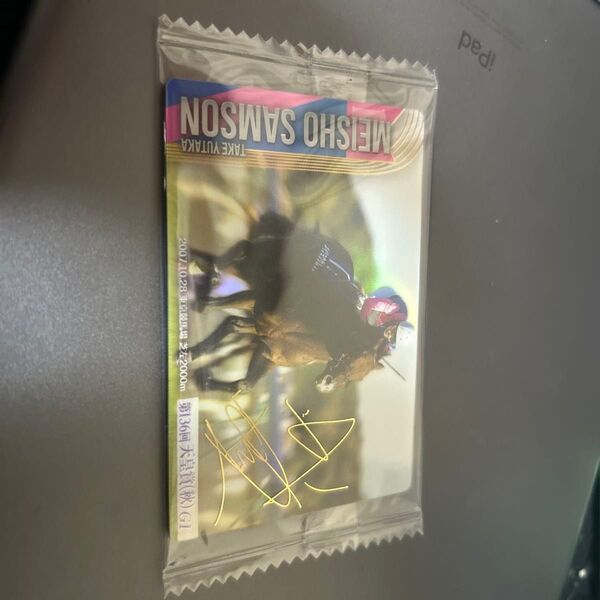 MEISHO SAMSON
TAKE YUTAKA
2007.10.28 東京競馬場 芝2000m
第136回 天皇賞(秋) G1
iPad